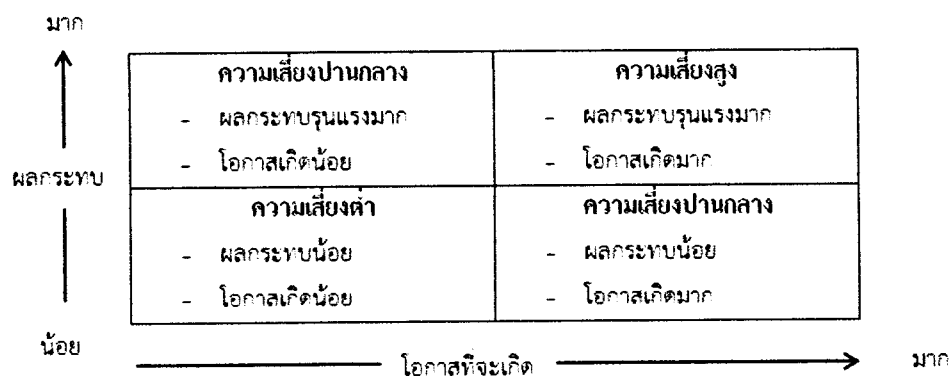 มาก
ความเสี่ยงปานกลาง
- ผลกระทบรุนแรงมาก
- โอกาสเกิดน้อย
ความเสี่ยงสูง
- ผลกระทบรุนแรงมาก
- โอกาสเกิดมาก
ผลกระทบ
ความเสี่ยงต่ำ
- ผลกระทบน้อย
- โอกาสเกิดน้อย
ความเสี่ยงปานกลาง
- ผลกระทบน้อย
- โอกาสเกิดมาก
น้อย
โอกาสที่จะเกิด
มาก